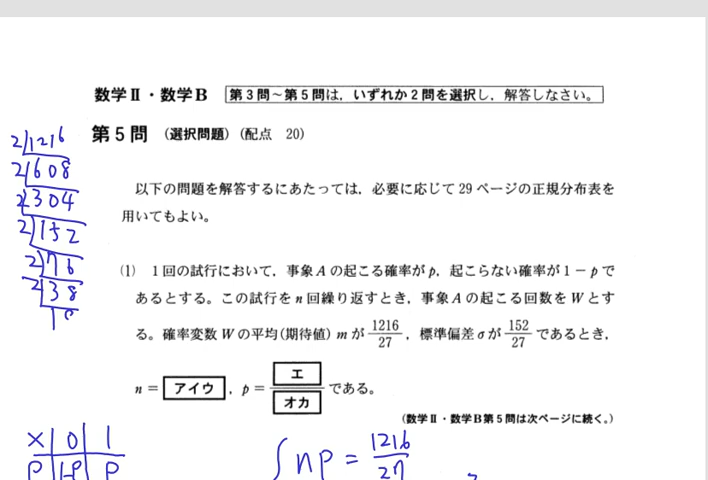 数学Ⅱ・数学B 第3問~第5問は，いずれか2問を選択し，解答しなさい。
第5問 （選択問題）（配点 20）
2)1216
2)608
2)304
2)152
2)76
2)38
以下の問題を解答するにあたっては，必要に応じて29ページの正規分布表を
用いてもよい。
(1) 1回の試行において，事象Aの起こる確率がp，起こらない確率が1－pで
あるとする。この試行をn回繰り返すとき，事象Aの起こる回数をWとす
る。確率変数Wの平均(期待値)mが1216/27，標準偏差σが152/27であるとき，
n＝アイウ，p＝エ/オカである。
（数学Ⅱ・数学B第5問は次ページに続く。）
X 0 1
P 1-P P
np = 1216/27